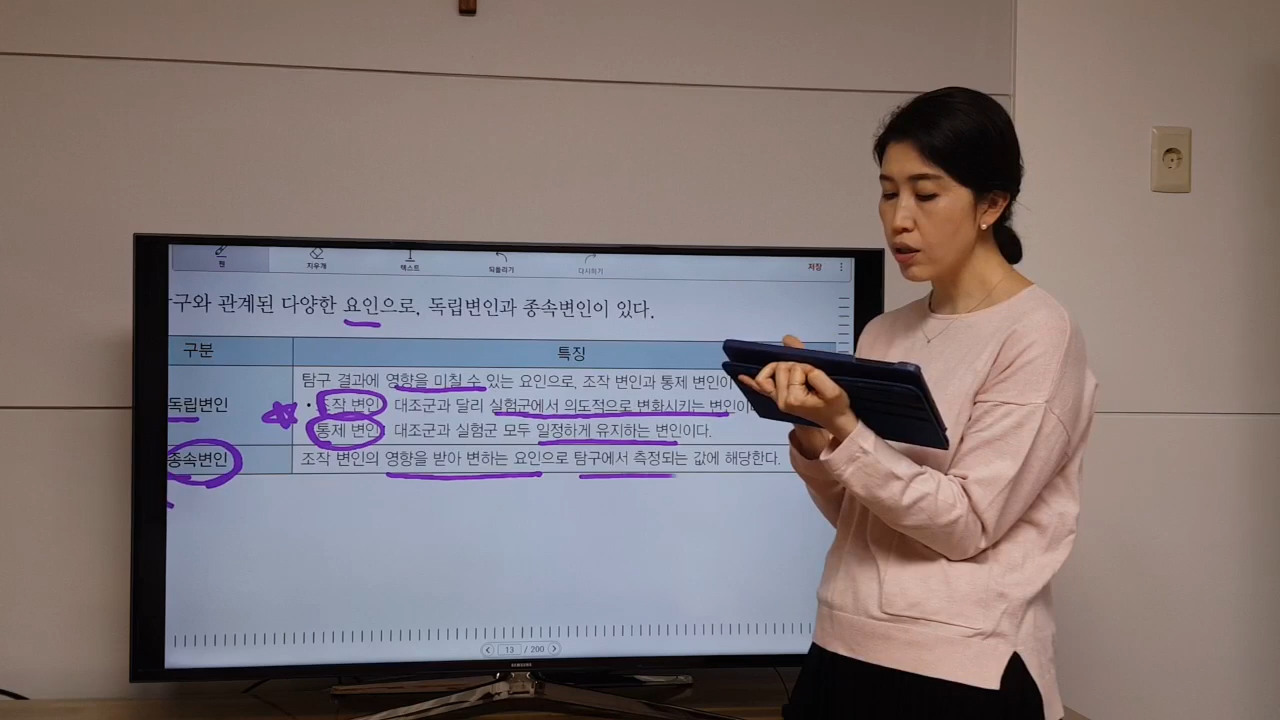 펜 지우개 텍스트 되돌리기 다시하기 저장
구와 관계된 다양한 요인으로, 독립변인과 종속변인이 있다.
구분 특징
탐구 결과에 영향을 미칠 수 있는 요인으로, 조작 변인과 통제 변인이
독립변인 • 조작 변인 대조군과 달리 실험군에서 의도적으로 변화시키는 변인이
통제 변인 대조군과 실험군 모두 일정하게 유지하는 변인이다.
종속변인 조작 변인의 영향을 받아 변하는 요인으로 탐구에서 측정되는 값에 해당한다.
13 / 200
SAMSUNG